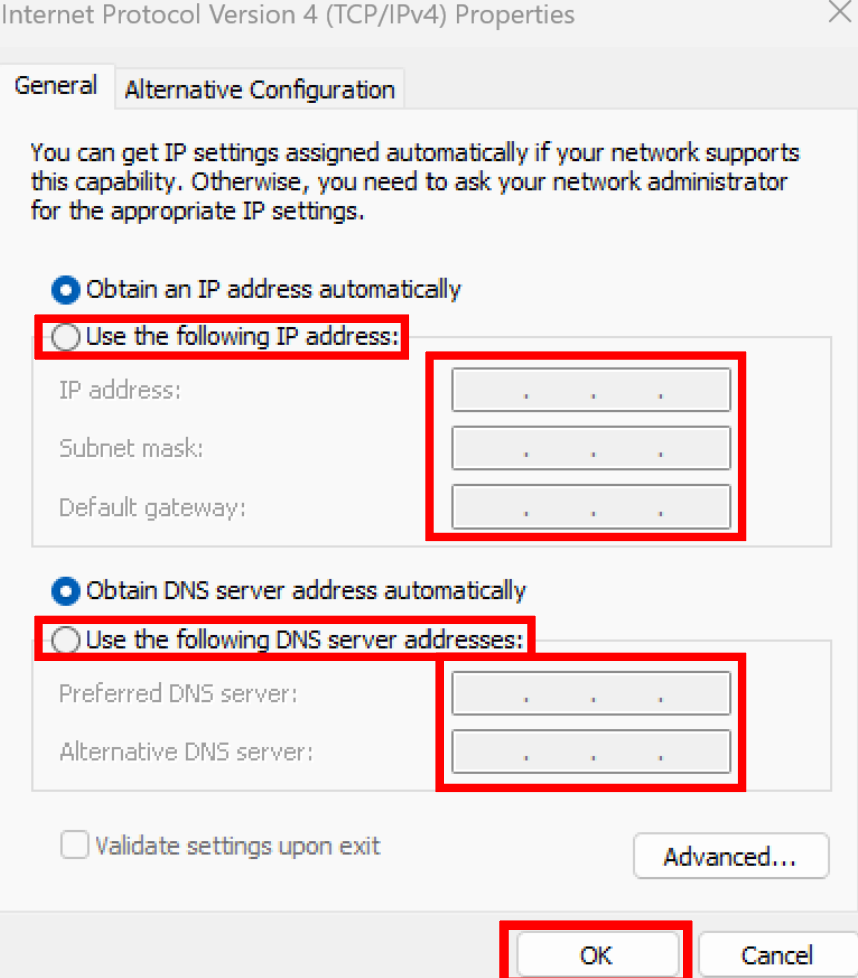 Internet Protocol Version 4 (TCP/IPv4) Properties
General
Alternative Configuration
You can get IP settings assigned automatically if your network supports
this capability. Otherwise, you need to ask your network administrator
for the appropriate IP settings.
Obtain an IP address automatically
Use the following IP address:
IP address:
. . .
Subnet mask:
. . .
Default gateway:
. . .
Obtain DNS server address automatically
Use the following DNS server addresses:
Preferred DNS server:
. . .
Alternative DNS server:
. . .
Validate settings upon exit
Advanced...
OK
Cancel